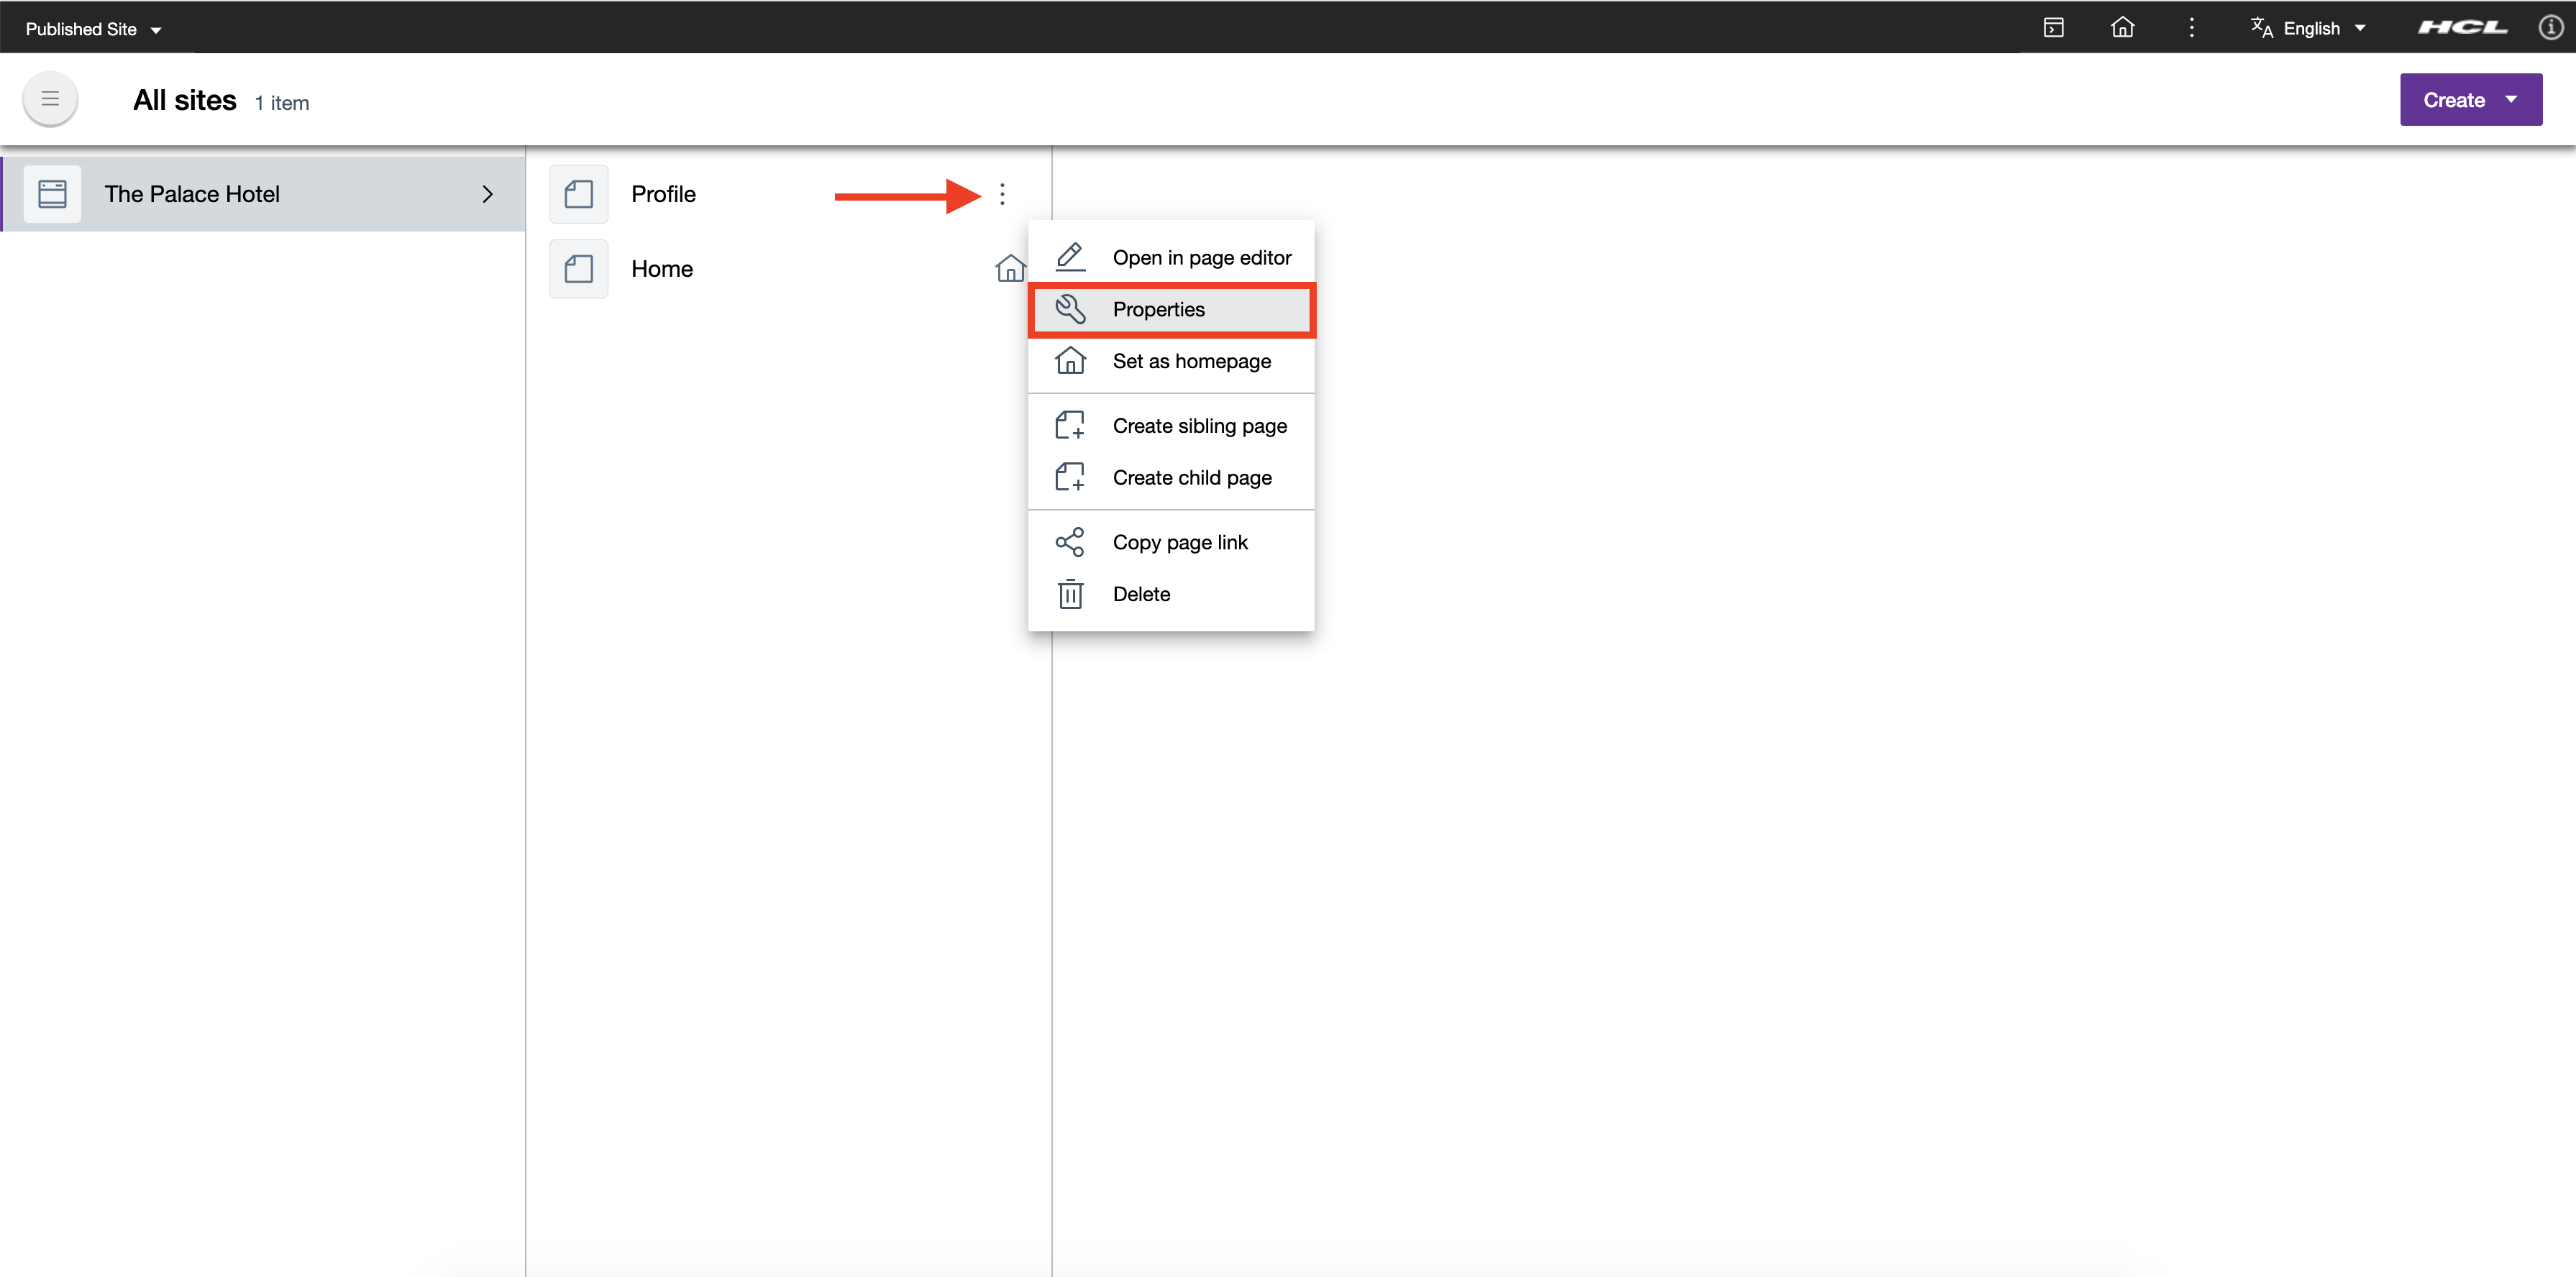 Published Site
English
HCL
All sites 1 item
Create
The Palace Hotel
Profile
Home
Open in page editor
Properties
Set as homepage
Create sibling page
Create child page
Copy page link
Delete